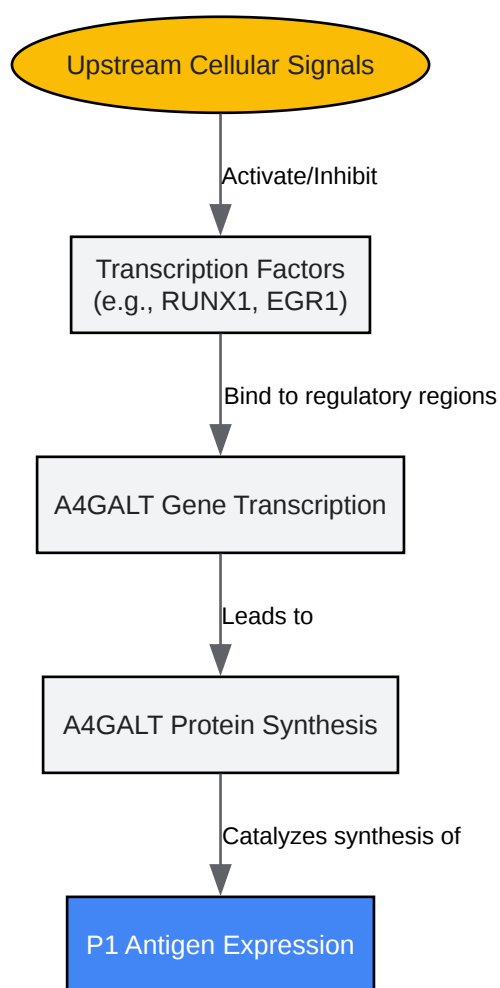 Upstream Cellular Signals
Activate/Inhibit
Transcription Factors
(e.g., RUNX1, EGR1)
Bind to regulatory regions
A4GALT Gene Transcription
Leads to
A4GALT Protein Synthesis
Catalyzes synthesis of
P1 Antigen Expression